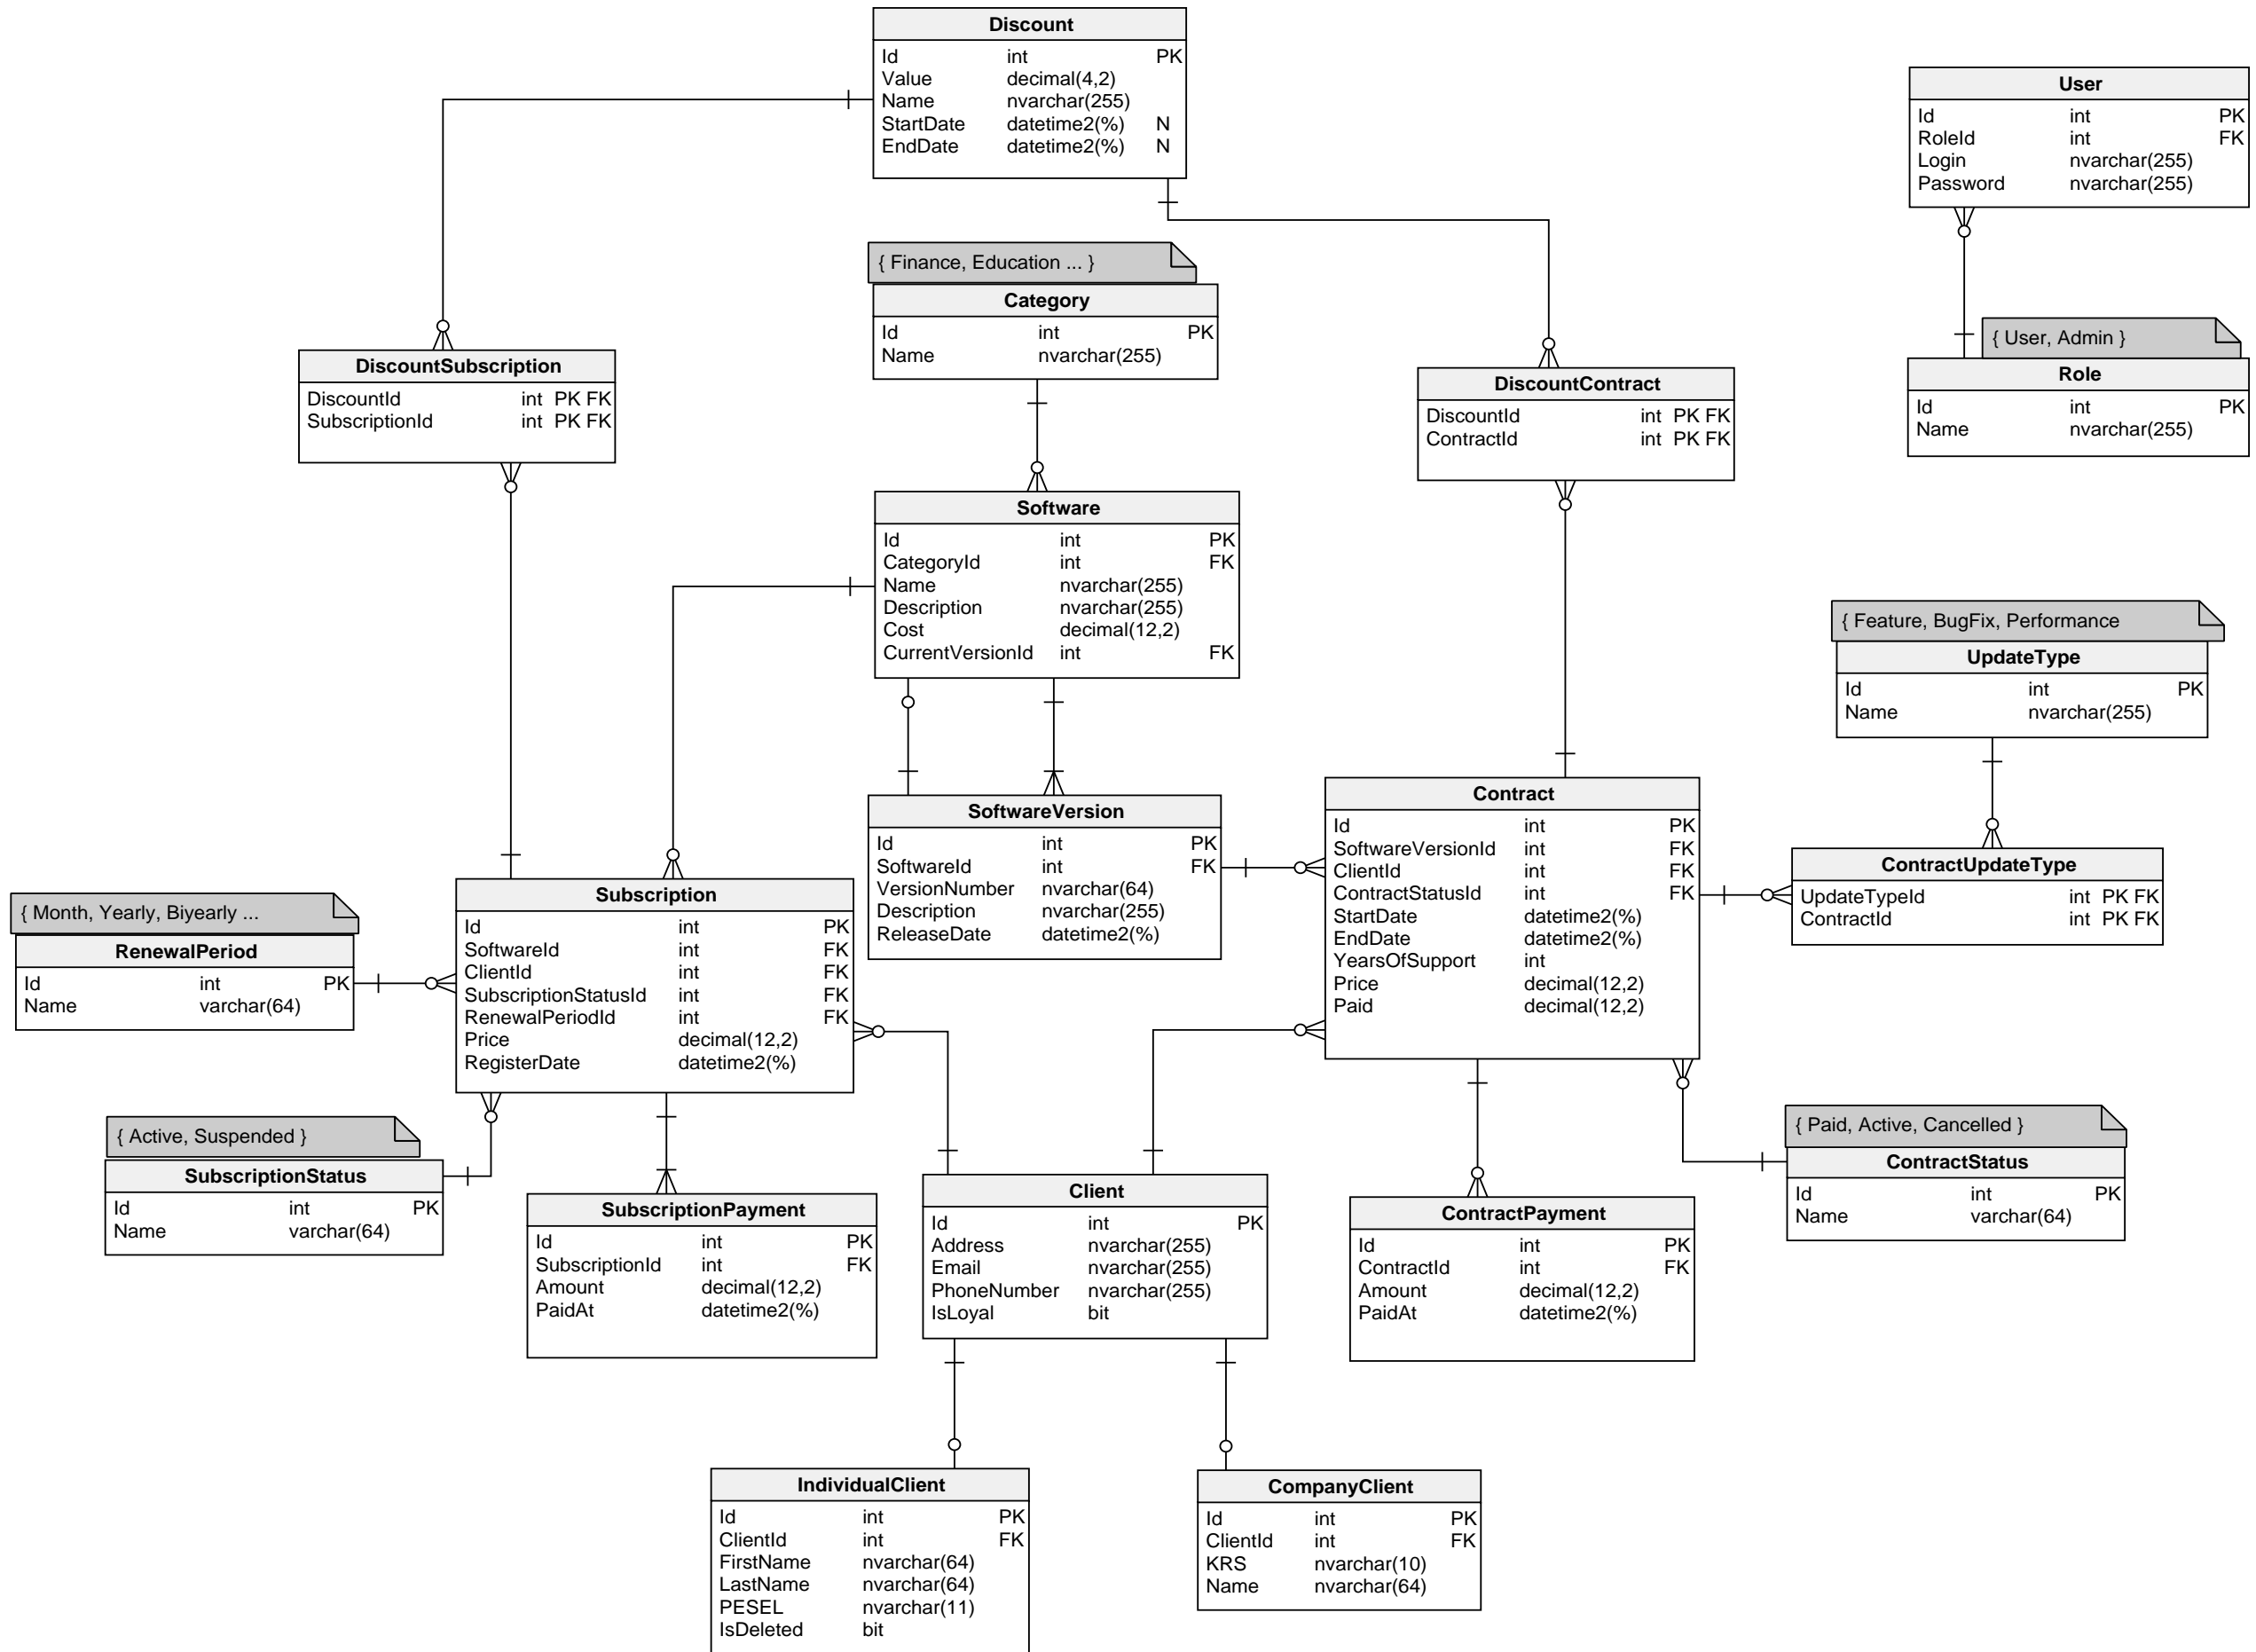 Discount
Id int PK
Value decimal(4,2)
Name nvarchar(255)
StartDate datetime2(%) N
EndDate datetime2(%) N
User
Id int PK
RoleId int FK
Login nvarchar(255)
Password nvarchar(255)
{ Finance, Education ... }
Category
Id int PK
Name nvarchar(255)
{ User, Admin }
Role
Id int PK
Name nvarchar(255)
DiscountSubscription
DiscountId int PK FK
SubscriptionId int PK FK
DiscountContract
DiscountId int PK FK
ContractId int PK FK
Software
Id int PK
CategoryId int FK
Name nvarchar(255)
Description nvarchar(255)
Cost decimal(12,2)
CurrentVersionId int FK
{ Feature, BugFix, Performance
UpdateType
Id int PK
Name nvarchar(255)
SoftwareVersion
Id int PK
SoftwareId int FK
VersionNumber nvarchar(64)
Description nvarchar(255)
ReleaseDate datetime2(%)
Contract
Id int PK
SoftwareVersionId int FK
ClientId int FK
ContractStatusId int FK
StartDate datetime2(%)
EndDate datetime2(%)
YearsOfSupport int
Price decimal(12,2)
Paid decimal(12,2)
ContractUpdateType
UpdateTypeId int PK FK
ContractId int PK FK
{ Month, Yearly, Biyearly ...
RenewalPeriod
Id int PK
Name varchar(64)
Subscription
Id int PK
SoftwareId int FK
ClientId int FK
SubscriptionStatusId int FK
RenewalPeriodId int FK
Price decimal(12,2)
RegisterDate datetime2(%)
{ Active, Suspended }
SubscriptionStatus
Id int PK
Name varchar(64)
SubscriptionPayment
Id int PK
SubscriptionId int FK
Amount decimal(12,2)
PaidAt datetime2(%)
Client
Id int PK
Address nvarchar(255)
Email nvarchar(255)
PhoneNumber nvarchar(255)
IsLoyal bit
ContractPayment
Id int PK
ContractId int FK
Amount decimal(12,2)
PaidAt datetime2(%)
{ Paid, Active, Cancelled }
ContractStatus
Id int PK
Name varchar(64)
IndividualClient
Id int PK
ClientId int FK
FirstName nvarchar(64)
LastName nvarchar(64)
PESEL nvarchar(11)
IsDeleted bit
CompanyClient
Id int PK
ClientId int FK
KRS nvarchar(10)
Name nvarchar(64)